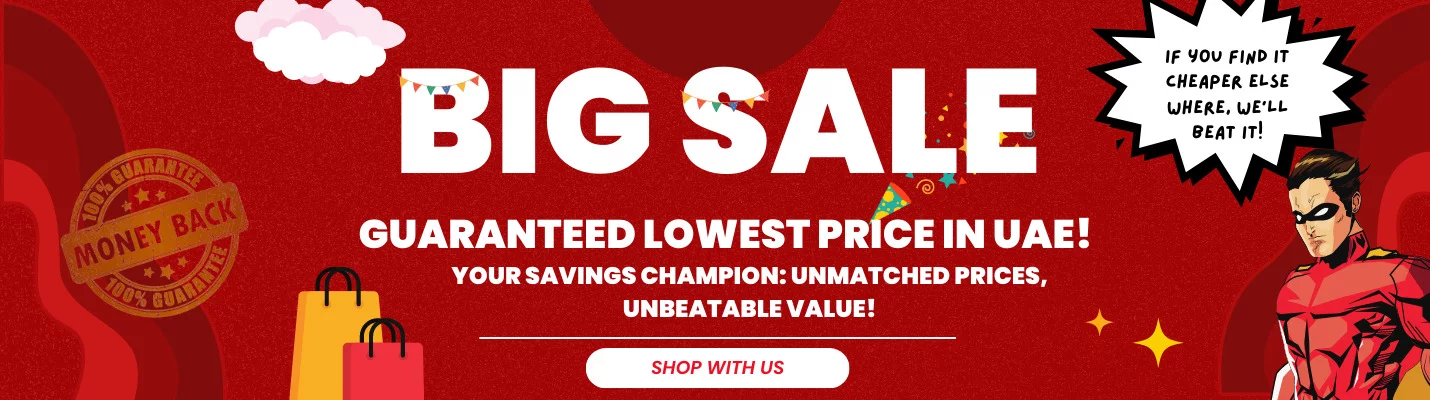 IF YOU FIND IT
CHEAPER ELSE
WHERE, WE'LL
BEAT IT!
BIG SALE
100% GUARANTEE
MONEY BACK
100% GUARANTEE
GUARANTEED LOWEST PRICE IN UAE!
YOUR SAVINGS CHAMPION: UNMATCHED PRICES,
UNBEATABLE VALUE!
SHOP WITH US